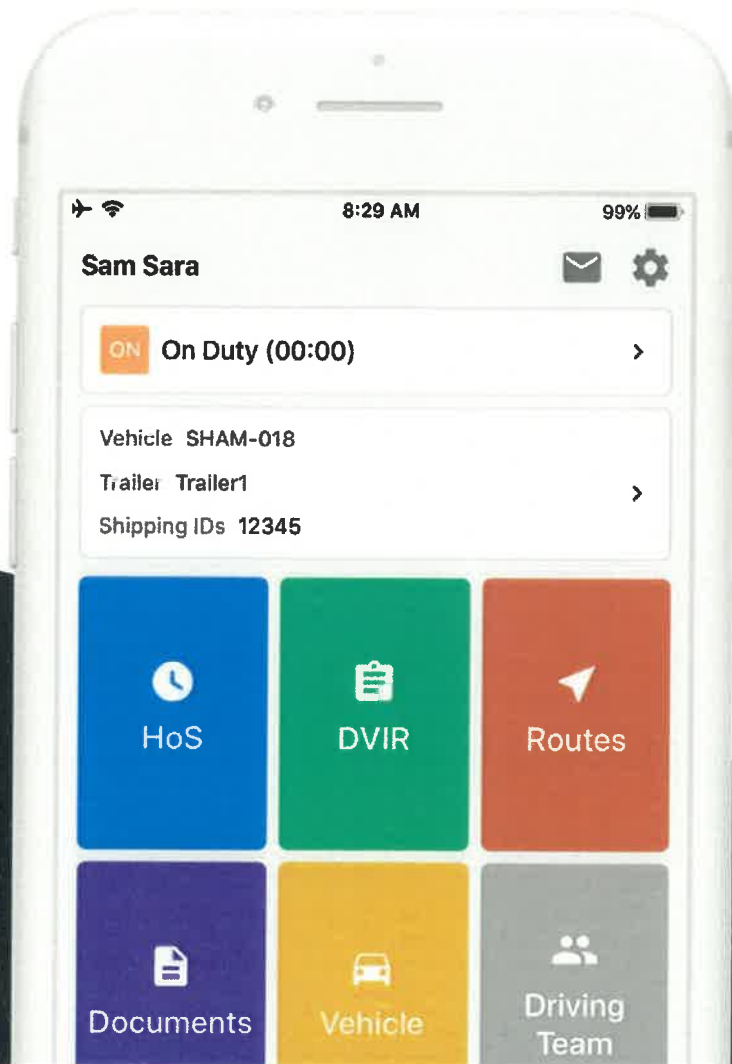 8:29 AM
99%
Sam Sara
ON On Duty (00:00)
Vehicle SHAM-018
Trailer Trailer1
Shipping IDs 12345
HoS
DVIR
Routes
Documents
Vehicle
Driving
Team